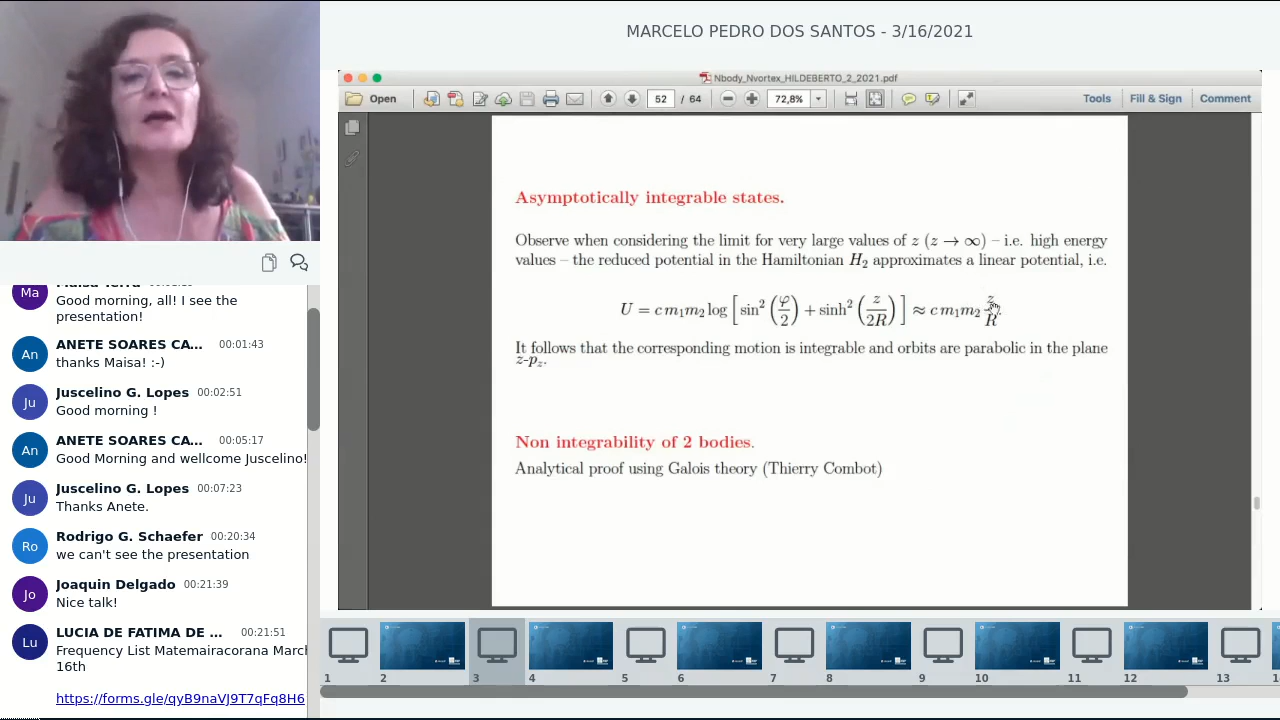 MARCELO PEDRO DOS SANTOS - 3/16/2021
Nbody_Nvortex_HILDEBERTO_2_2021.pdf
Open
52 / 64
72,8%
Tools Fill & Sign Comment
Asymptotically integrable states.
Observe when considering the limit for very large values of z (z → ∞) – i.e. high energy
values – the reduced potential in the Hamiltonian H₂ approximates a linear potential, i.e.
U = c m₁m₂ log [ sin² (φ/2) + sinh² (z/2R) ] ≈ c m₁m₂ z/R.
It follows that the corresponding motion is integrable and orbits are parabolic in the plane
z-p_z.
Non integrability of 2 bodies.
Analytical proof using Galois theory (Thierry Combot)
Ma
Good morning, all! I see the
presentation!
An
ANETE SOARES CA... 00:01:43
thanks Maisa! :-)
Ju
Juscelino G. Lopes 00:02:51
Good morning !
An
ANETE SOARES CA... 00:05:17
Good Morning and wellcome Juscelino!
Ju
Juscelino G. Lopes 00:07:23
Thanks Anete.
Ro
Rodrigo G. Schaefer 00:20:34
we can't see the presentation
Jo
Joaquin Delgado 00:21:39
Nice talk!
Lu
LUCIA DE FATIMA DE ... 00:21:51
Frequency List Matemairacorana March
16th
https://forms.gle/qyB9naVJ9T7qFq8H6
1 2 3 4 5 6 7 8 9 10 11 12 13